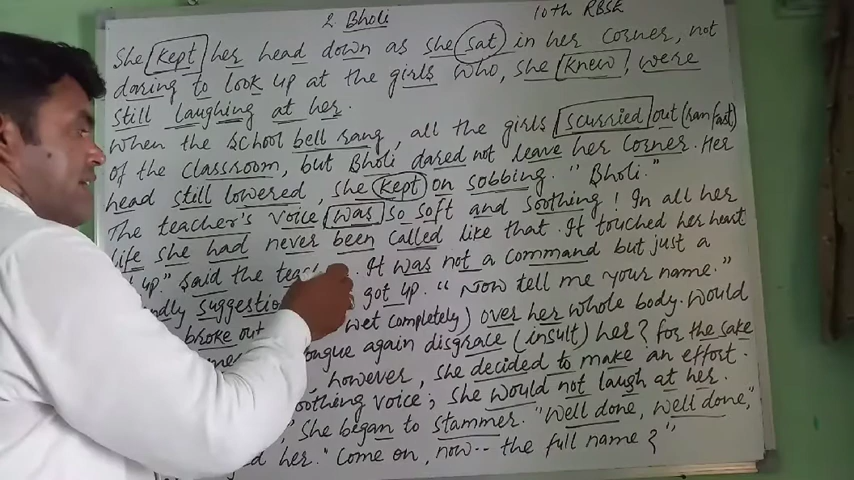 2 Bholi 10th RBSE
She kept her head down as she sat in her corner, not
daring to look up at the girls who, she knew, were
still laughing at her.
When the school bell rang, all the girls scurried out (ran fast)
of the classroom, but Bholi dared not leave her corner. Her
head still lowered, she kept on sobbing. "Bholi."
The teacher's voice was so soft and soothing! In all her
life she had never been called like that. It touched her heart
up." Said the . It was not a command but just a
got up. "Now tell me your name."
broke out wet completely) over her whole body. Would
again disgrace (insult) her? for the sake
, however, she decided to make an effort.
voice; she would not laugh at her.
" She began to stammer. "Well done, well done,"
her. "Come on, now-- the full name?"